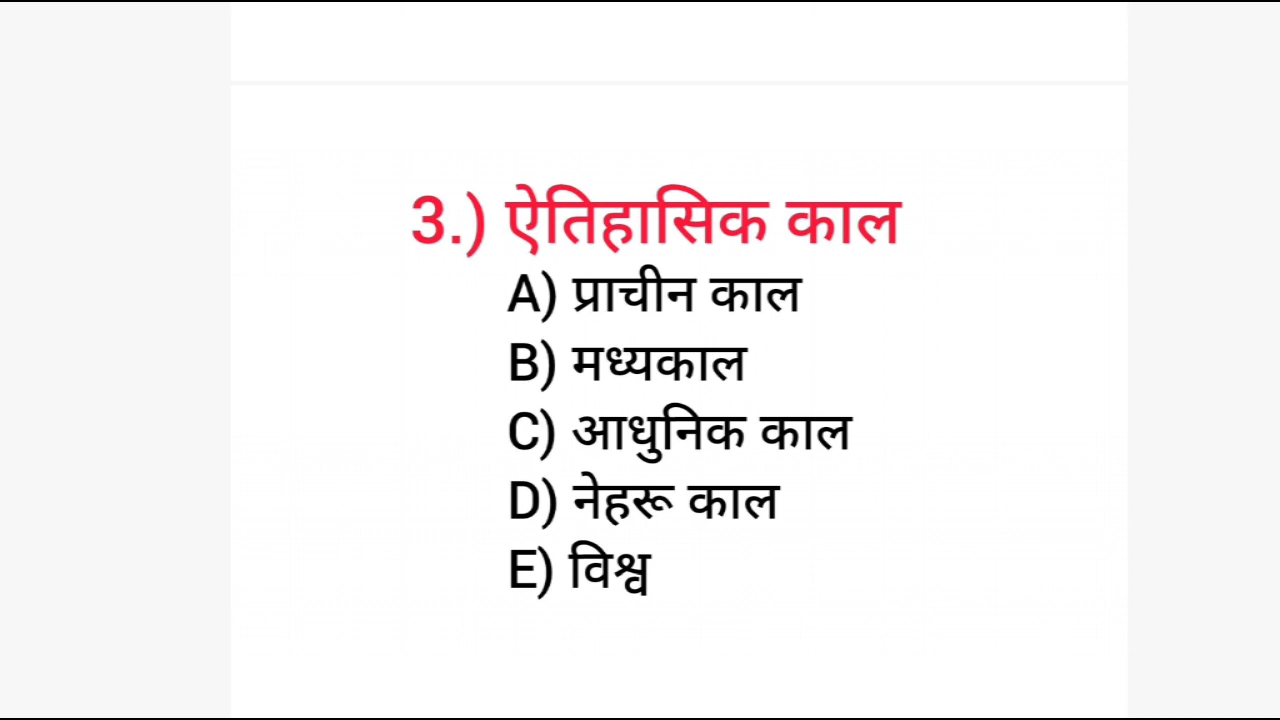 3.) ऐतिहासिक काल
A) प्राचीन काल
B) मध्यकाल
C) आधुनिक काल
D) नेहरू काल
E) विश्व